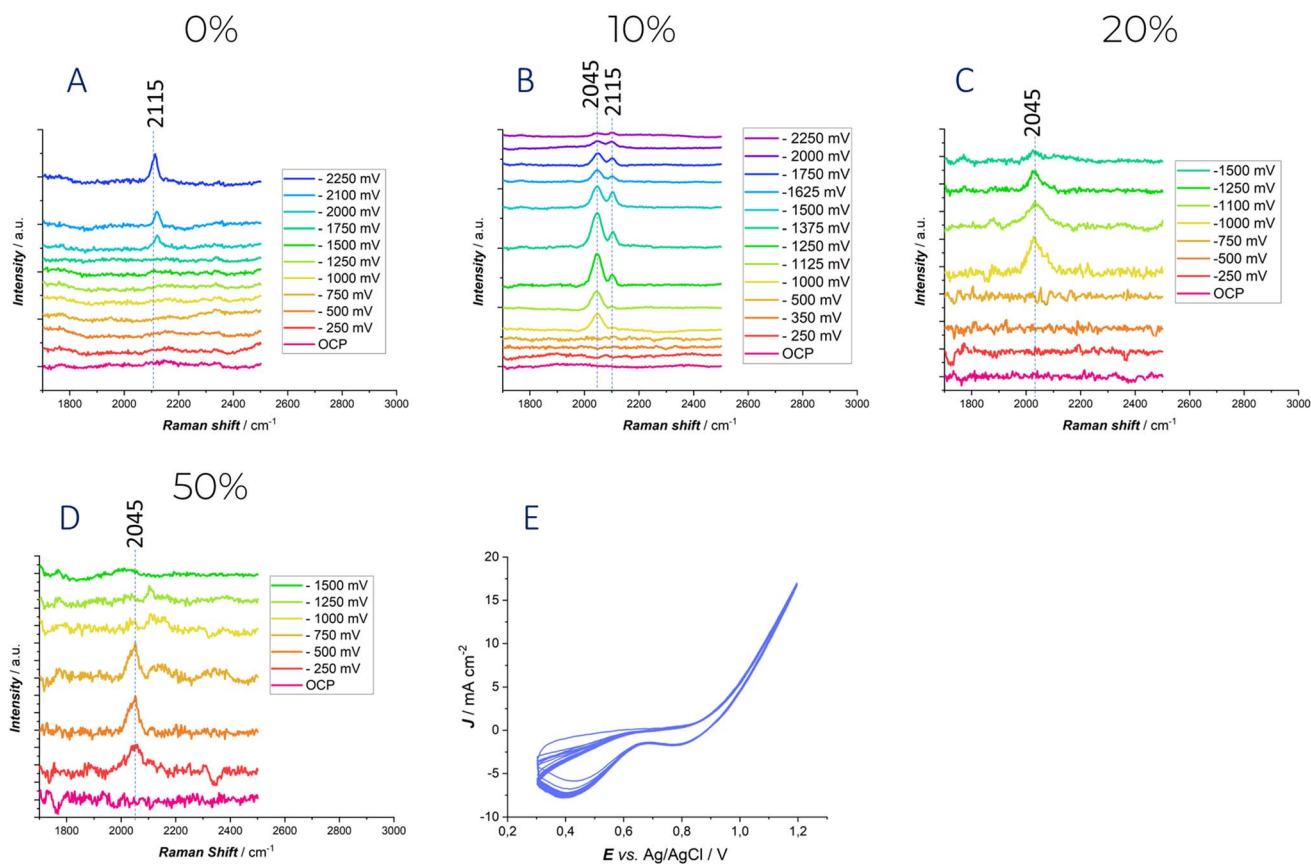 0%
10%
20%
A
2115
Intensity / a.u.
- 2250 mV
- 2100 mV
- 2000 mV
- 1750 mV
- 1500 mV
- 1250 mV
- 1000 mV
- 750 mV
- 500 mV
- 250 mV
OCP
1800 2000 2200 2400 2600 2800 3000
Raman shift / cm⁻¹
B
2045
2115
Intensity / a.u.
- 2250 mV
- 2000 mV
- 1750 mV
-1625 mV
- 1500 mV
- 1375 mV
- 1250 mV
- 1125 mV
- 1000 mV
- 500 mV
- 350 mV
- 250 mV
OCP
1800 2000 2200 2400 2600 2800 3000
Raman shift / cm⁻¹
C
2045
Intensity / a.u.
-1500 mV
-1250 mV
-1100 mV
-1000 mV
-750 mV
-500 mV
-250 mV
OCP
1800 2000 2200 2400 2600 2800 3000
Raman shift / cm⁻¹
50%
D
2045
Intensity / a.u.
- 1500 mV
- 1250 mV
- 1000 mV
- 750 mV
- 500 mV
- 250 mV
OCP
1800 2000 2200 2400 2600 2800 3000
Raman Shift / cm⁻¹
E
J / mA cm⁻²
20
15
10
5
0
-5
-10
0,2 0,4 0,6 0,8 1,0 1,2
E vs. Ag/AgCl / V